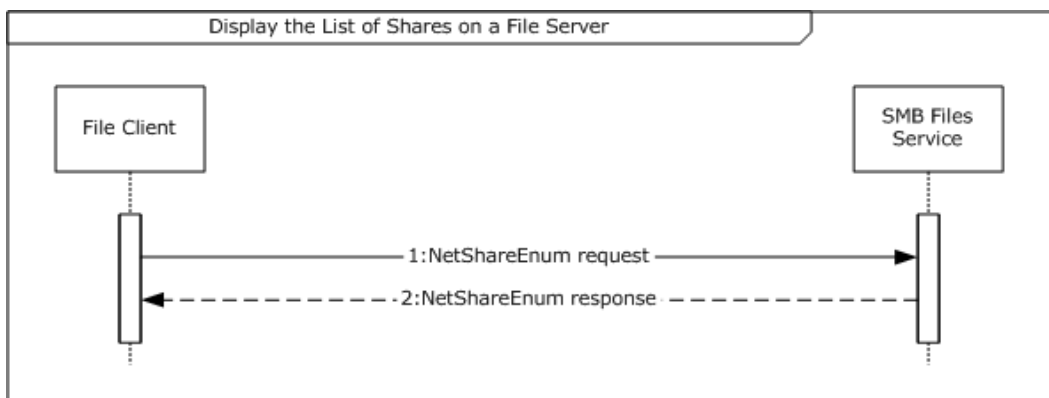 Display the List of Shares on a File Server
File Client
SMB Files
Service
1:NetShareEnum request
2:NetShareEnum response